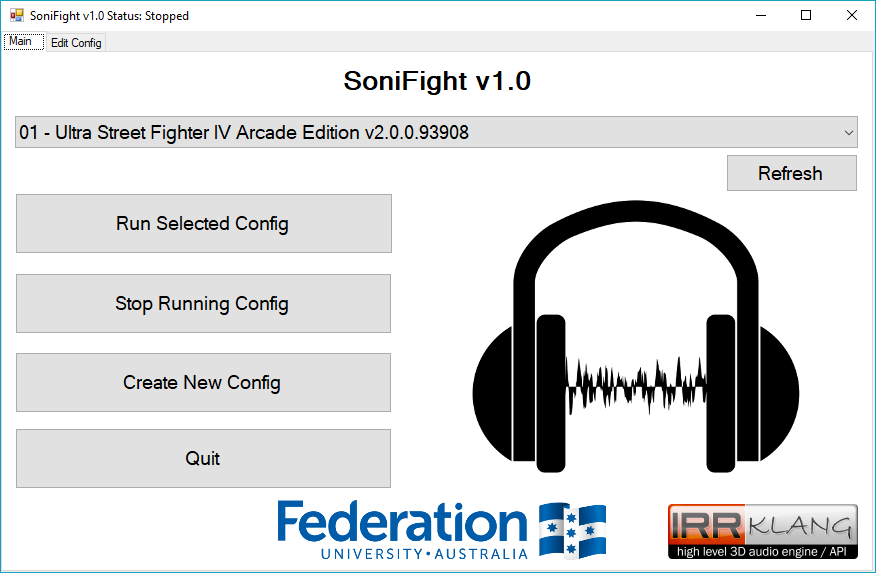 SoniFight v1.0 Status: Stopped
Main Edit Config
SoniFight v1.0
01 - Ultra Street Fighter IV Arcade Edition v2.0.0.93908
Refresh
Run Selected Config
Stop Running Config
Create New Config
Quit
Federation
UNIVERSITY • AUSTRALIA
IRRKLANG
high level 3D audio engine / API